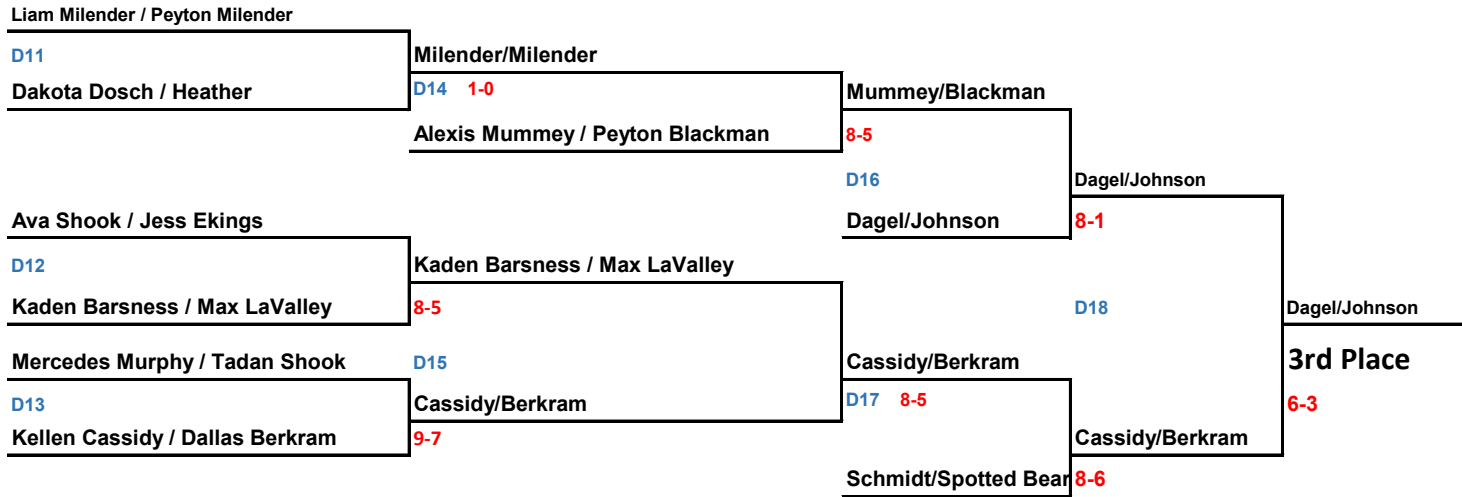 Liam Milender / Peyton Milender
D11
Milender/Milender
Dakota Dosch / Heather
D14 1-0
Mummey/Blackman
Alexis Mummey / Peyton Blackman
8-5
D16
Dagel/Johnson
Ava Shook / Jess Ekings
Dagel/Johnson
8-1
D12
Kaden Barsness / Max LaValley
Kaden Barsness / Max LaValley
8-5
D18
Dagel/Johnson
Mercedes Murphy / Tadan Shook
D15
Cassidy/Berkram
3rd Place
D13
Cassidy/Berkram
D17 8-5
6-3
Kellen Cassidy / Dallas Berkram
9-7
Cassidy/Berkram
Schmidt/Spotted Bear
8-6